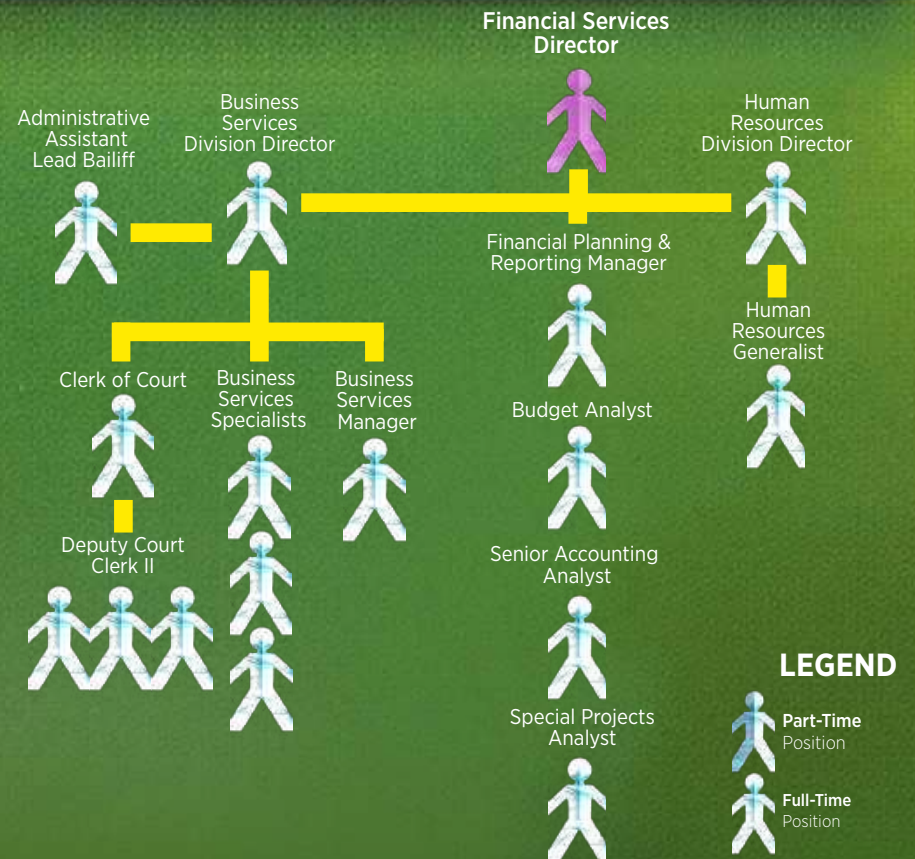 Financial Services
Director
Administrative
Assistant
Lead Bailiff
Business
Services
Division Director
Human
Resources
Division Director
Financial Planning &
Reporting Manager
Human
Resources
Generalist
Clerk of Court
Business
Services
Specialists
Business
Services
Manager
Budget Analyst
Deputy Court
Clerk II
Senior Accounting
Analyst
Special Projects
Analyst
LEGEND
Part-Time
Position
Full-Time
Position